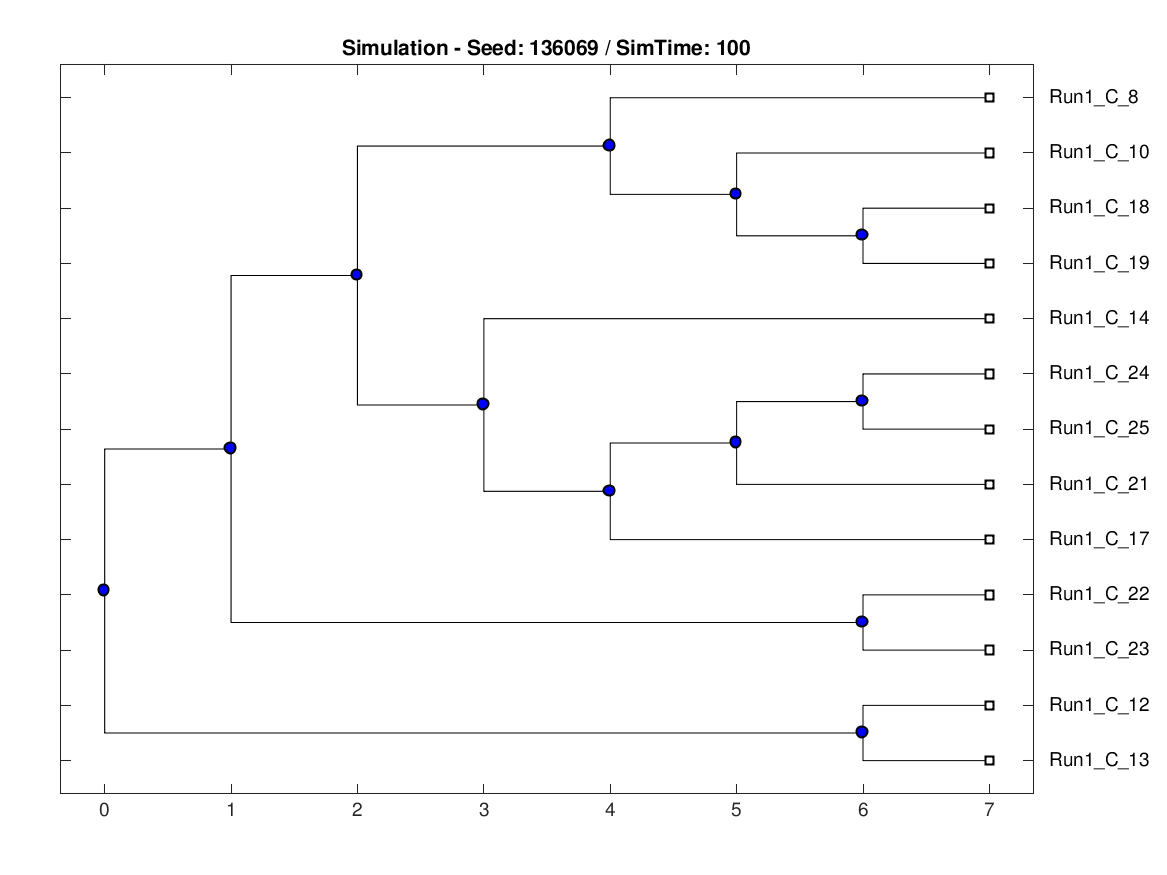 Simulation - Seed: 136069 / SimTime: 100
Run1_C_8
Run1_C_10
Run1_C_18
Run1_C_19
Run1_C_14
Run1_C_24
Run1_C_25
Run1_C_21
Run1_C_17
Run1_C_22
Run1_C_23
Run1_C_12
Run1_C_13
0 1 2 3 4 5 6 7